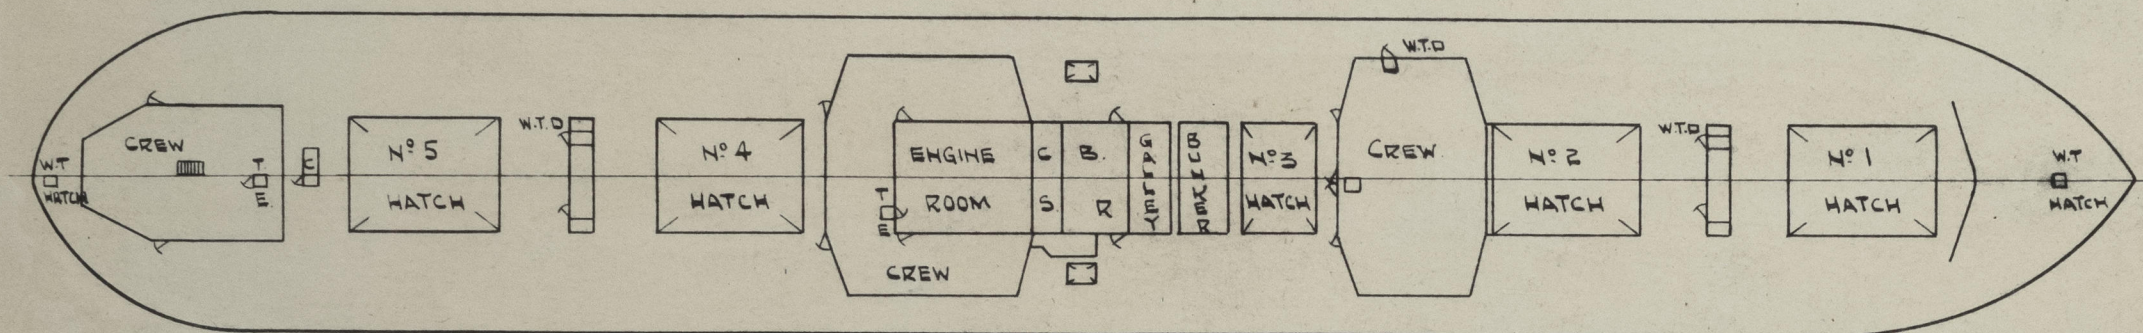 W.T
HATCH
CREW
T
E
E
Nº 5
HATCH
W.T.D
Nº 4
HATCH
T
E
ENGINE
ROOM
CREW
C
S.
B.
R
GALLEY
BUNKER
Nº 3
HATCH
CREW
W.T.D
Nº 2
HATCH
W.T.D
Nº 1
HATCH
W.T
HATCH